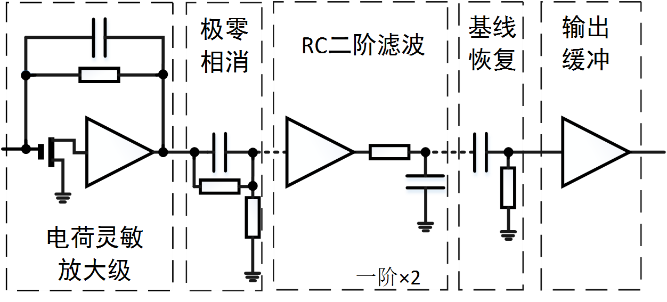 极零
相消
RC二阶滤波
基线
恢复
输出
缓冲
电荷灵敏
放大级
一阶×2